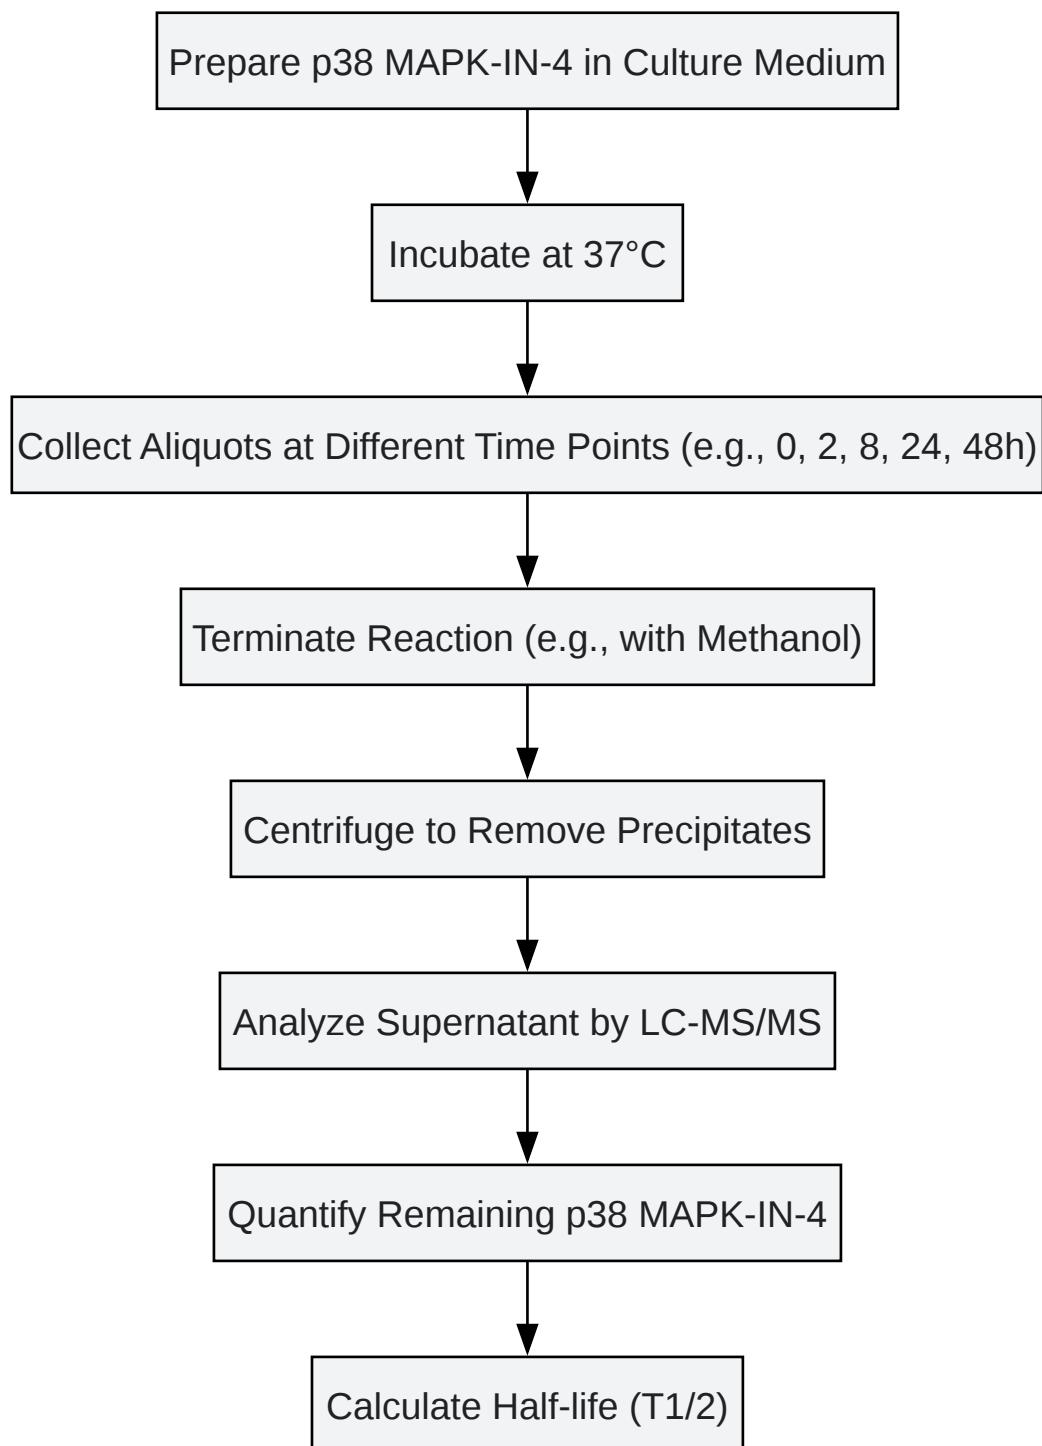 Prepare p38 MAPK-IN-4 in Culture Medium
Incubate at 37°C
Collect Aliquots at Different Time Points (e.g., 0, 2, 8, 24, 48h)
Terminate Reaction (e.g., with Methanol)
Centrifuge to Remove Precipitates
Analyze Supernatant by LC-MS/MS
Quantify Remaining p38 MAPK-IN-4
Calculate Half-life (T1/2)